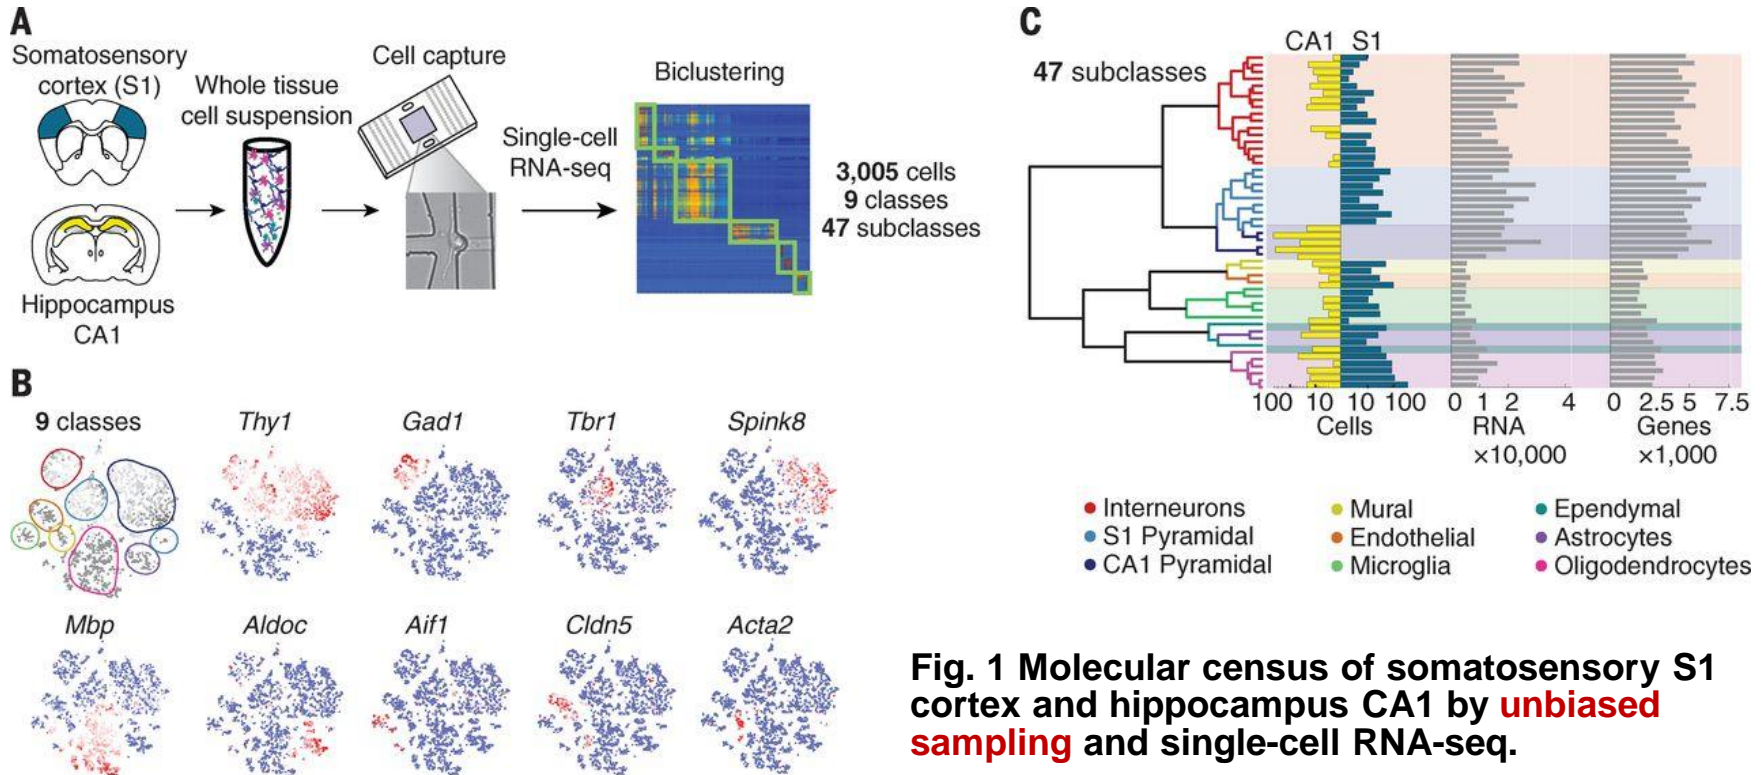 A
Somatosensory
cortex (S1)
Whole tissue
cell suspension
Cell capture
Single-cell
RNA-seq
Biclustering
3,005 cells
9 classes
47 subclasses
Hippocampus
CA1
B
9 classes
Thy1
Gad1
Tbr1
Spink8
Mbp
Aldoc
Aif1
Cldn5
Acta2
C
47 subclasses
CA1 S1
100 10 10 100
Cells
0 1 2 4
RNA
×10,000
0 2.5 5 7.5
Genes
×1,000
Interneurons
S1 Pyramidal
CA1 Pyramidal
Mural
Endothelial
Microglia
Ependymal
Astrocytes
Oligodendrocytes
Fig. 1 Molecular census of somatosensory S1
cortex and hippocampus CA1 by unbiased
sampling and single-cell RNA-seq.